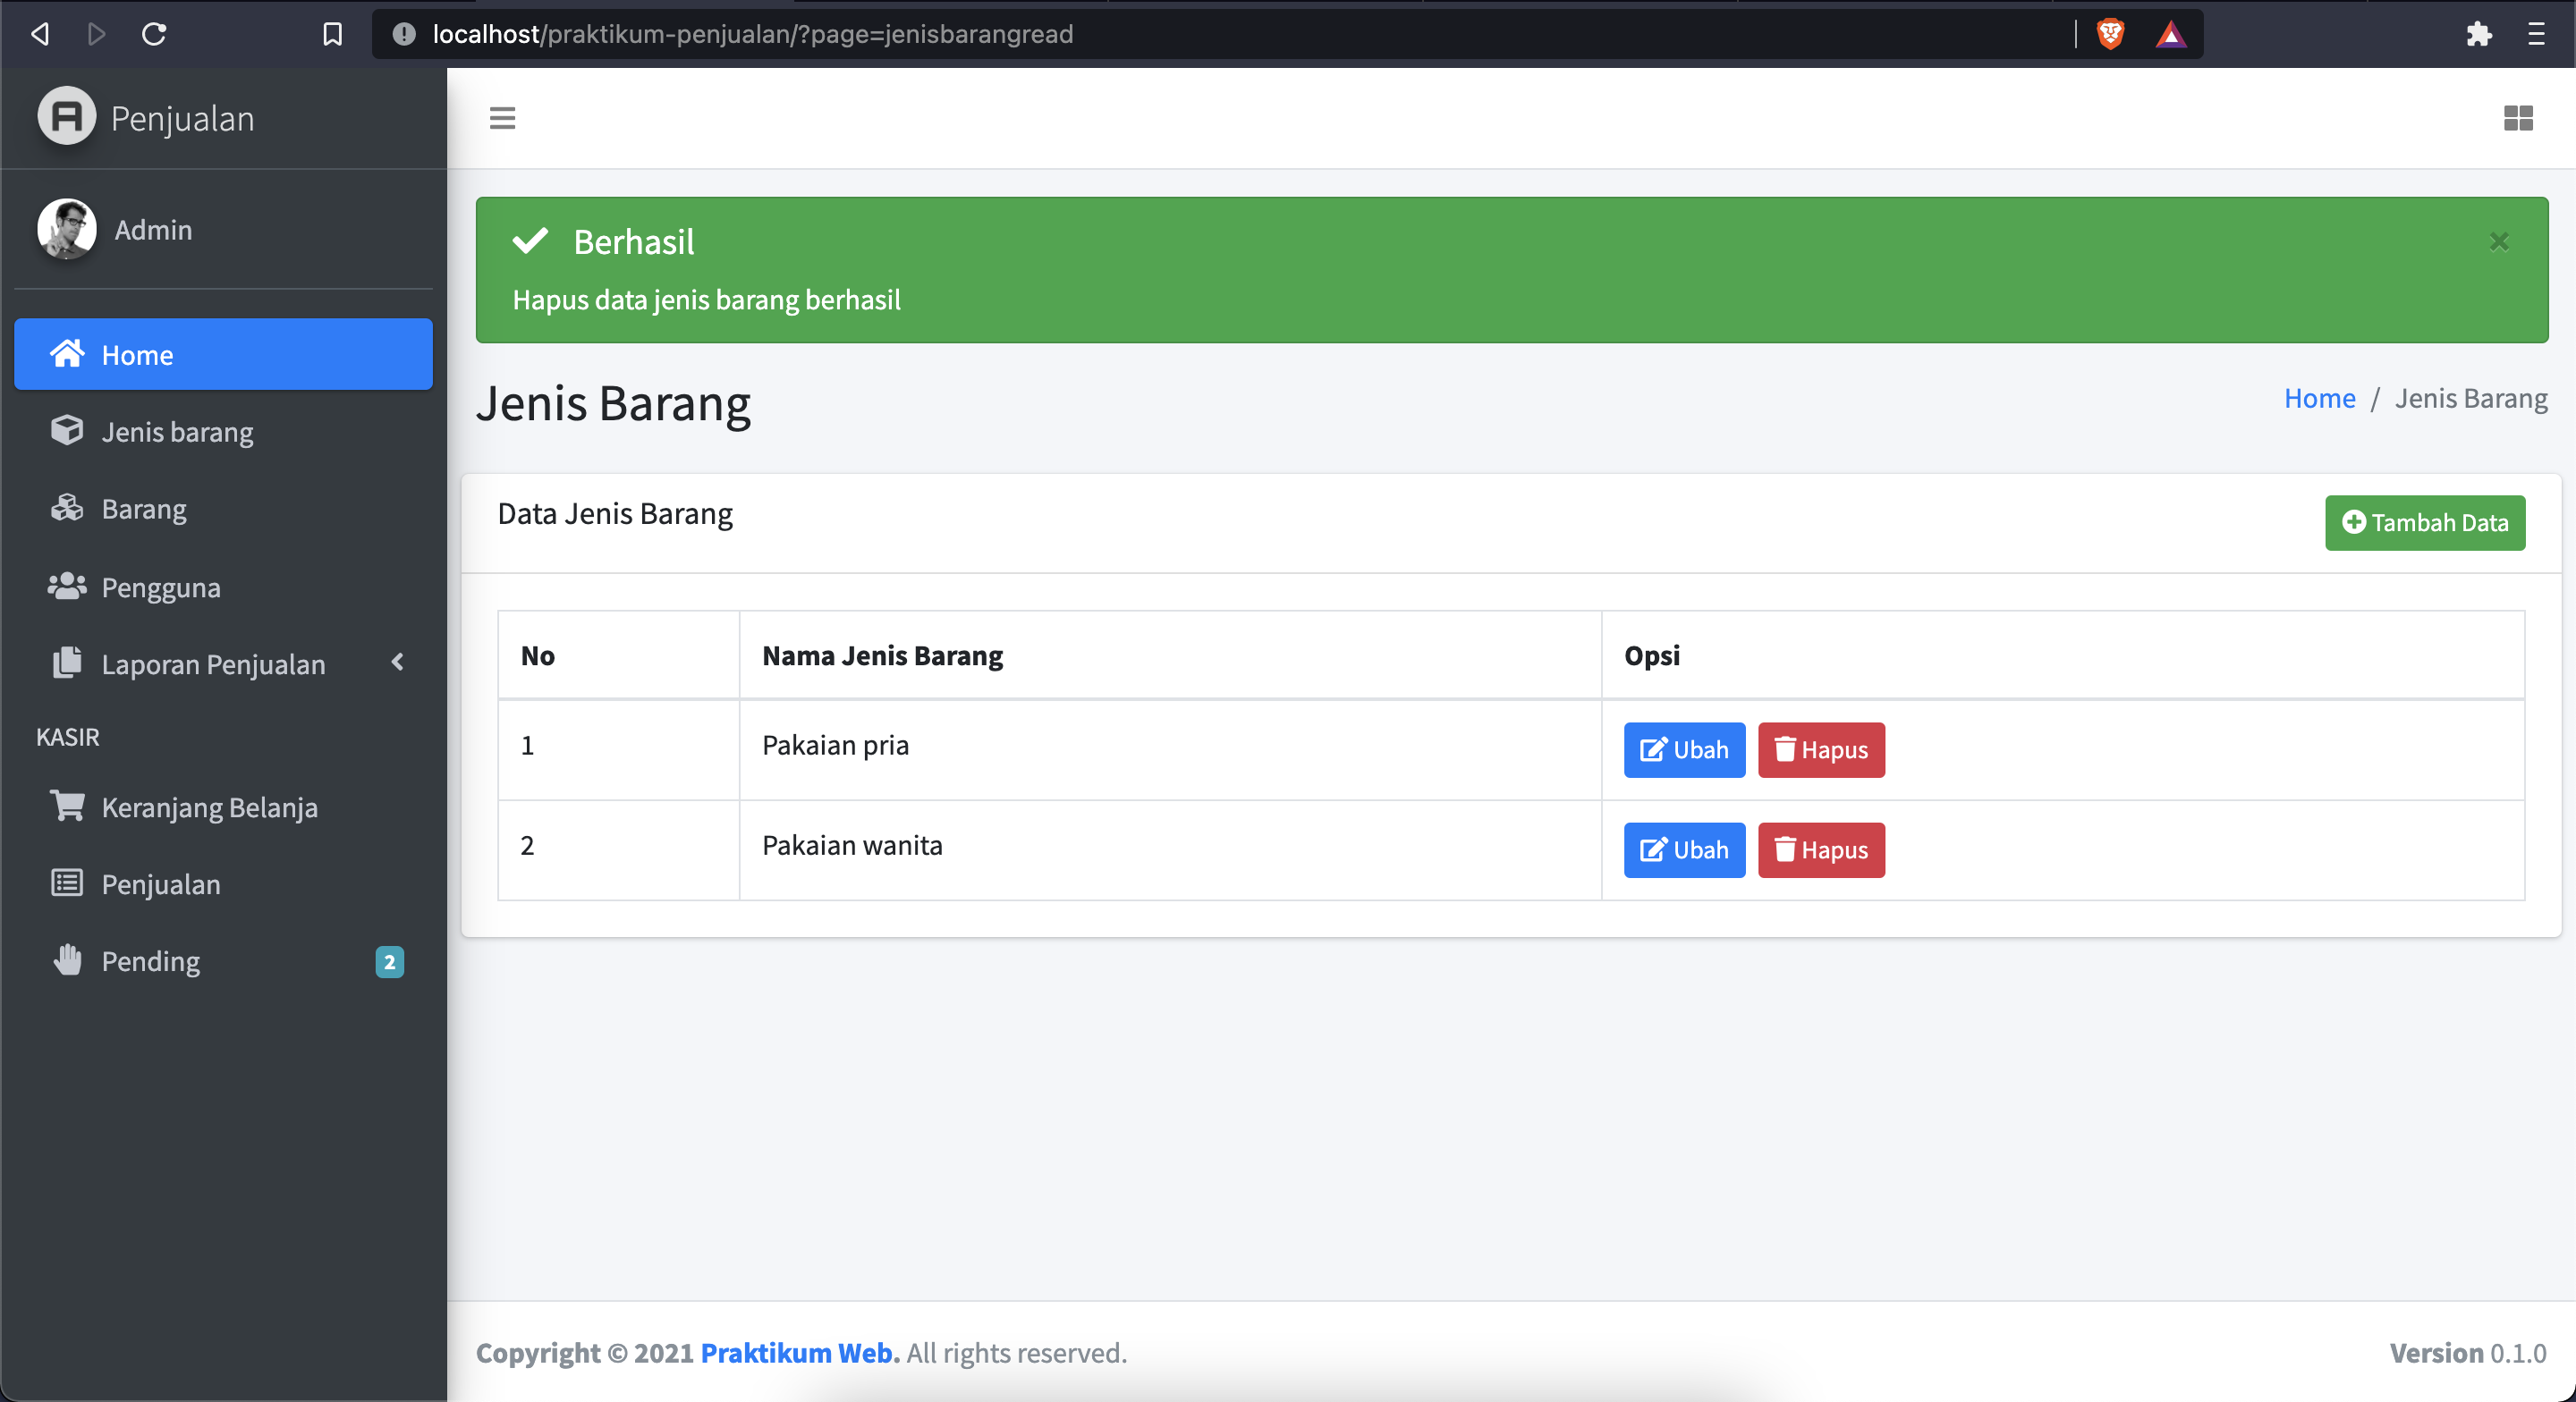 localhost/praktikum-penjualan/?page=jenisbarangread
Penjualan
Admin
Home
Jenis barang
Barang
Pengguna
Laporan Penjualan
KASIR
Keranjang Belanja
Penjualan
Pending 2
Berhasil
Hapus data jenis barang berhasil
Jenis Barang
Home / Jenis Barang
Data Jenis Barang
Tambah Data
No Nama Jenis Barang Opsi
1 Pakaian pria Ubah Hapus
2 Pakaian wanita Ubah Hapus
Copyright © 2021 Praktikum Web. All rights reserved.
Version 0.1.0